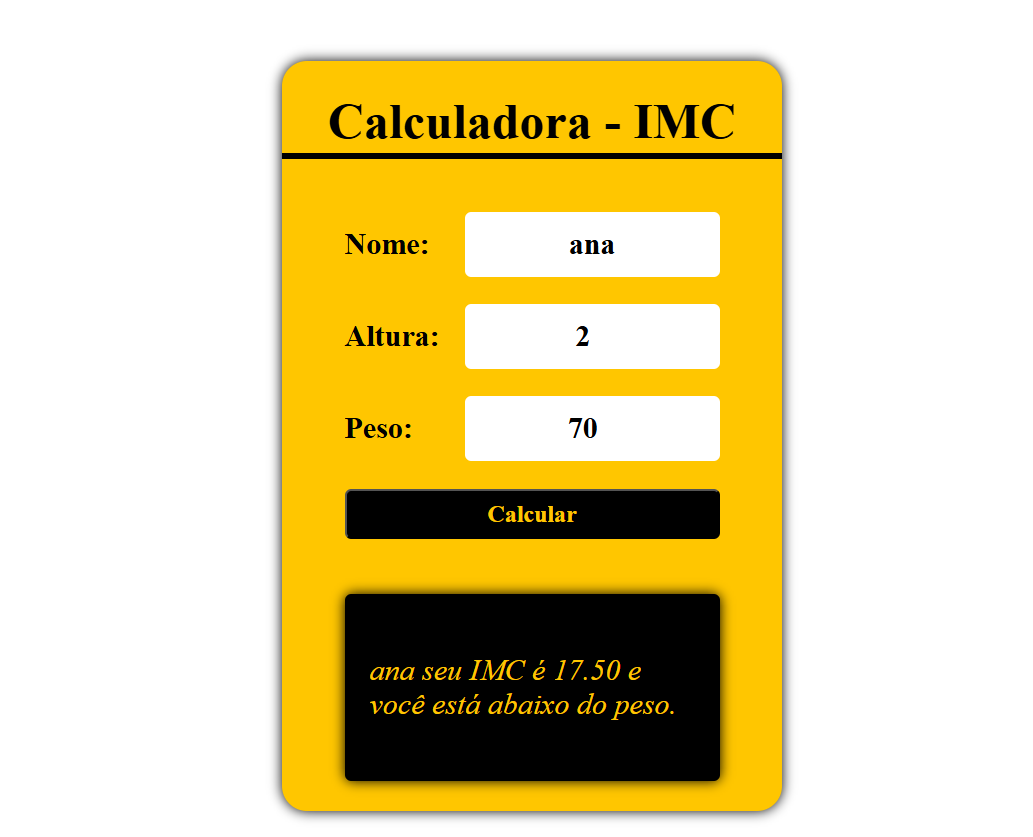 Calculadora - IMC
Nome: ana
Altura: 2
Peso: 70
Calcular
ana seu IMC é 17.50 e
você está abaixo do peso.